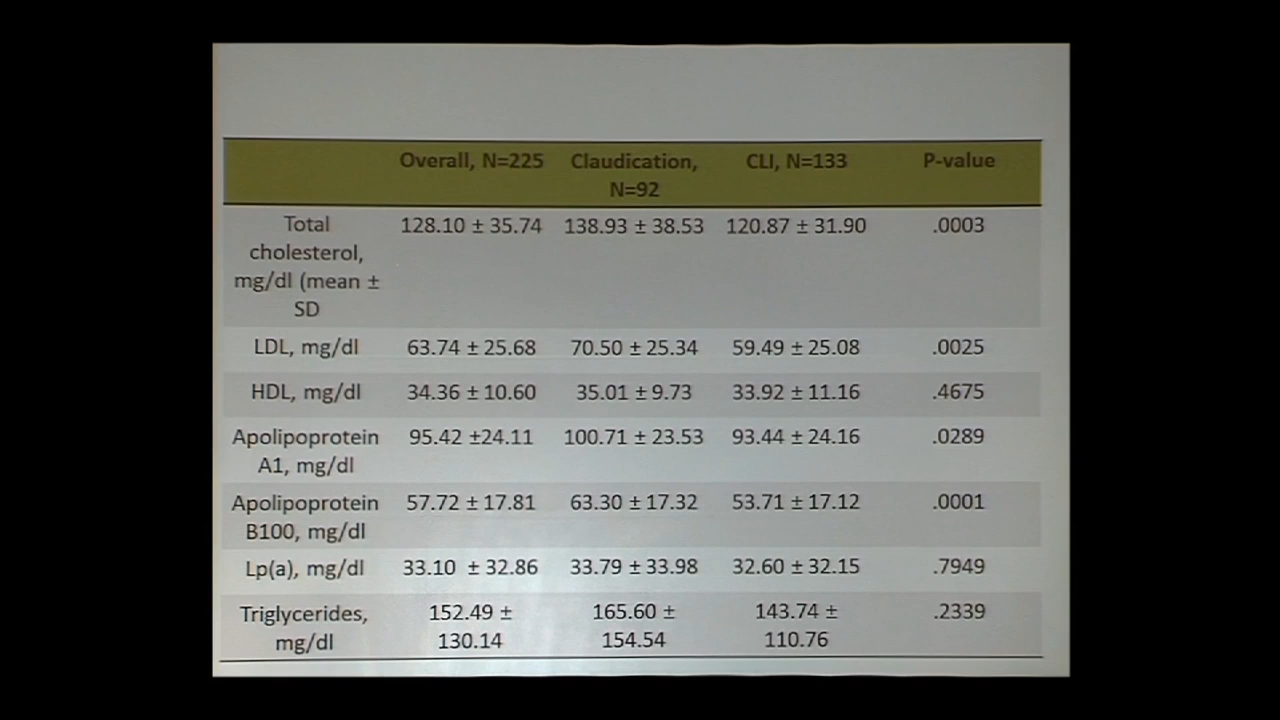 Overall, N=225 Claudication, N=92 CLI, N=133 P-value
Total cholesterol, mg/dl (mean ± SD 128.10 ± 35.74 138.93 ± 38.53 120.87 ± 31.90 .0003
LDL, mg/dl 63.74 ± 25.68 70.50 ± 25.34 59.49 ± 25.08 .0025
HDL, mg/dl 34.36 ± 10.60 35.01 ± 9.73 33.92 ± 11.16 .4675
Apolipoprotein A1, mg/dl 95.42 ±24.11 100.71 ± 23.53 93.44 ± 24.16 .0289
Apolipoprotein B100, mg/dl 57.72 ± 17.81 63.30 ± 17.32 53.71 ± 17.12 .0001
Lp(a), mg/dl 33.10 ± 32.86 33.79 ± 33.98 32.60 ± 32.15 .7949
Triglycerides, mg/dl 152.49 ± 130.14 165.60 ± 154.54 143.74 ± 110.76 .2339